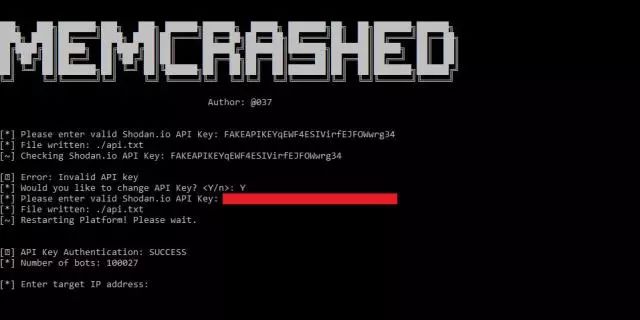 MEMCRASHED
Author: @037
[*] Please enter valid Shodan.io API Key: FAKEAPIKEYqEWF4ESIVirfEJFOWwrg34
[*] File written: ./api.txt
[~] Checking Shodan.io API Key: FAKEAPIKEYqEWF4ESIVirfEJFOWwrg34
[⍰] Error: Invalid API key
[*] Would you like to change API Key? <Y/n>: Y
[*] Please enter valid Shodan.io API Key:
[*] File written: ./api.txt
[~] Restarting Platform! Please wait.
[⍰] API Key Authentication: SUCCESS
[*] Number of bots: 100027
[*] Enter target IP address: